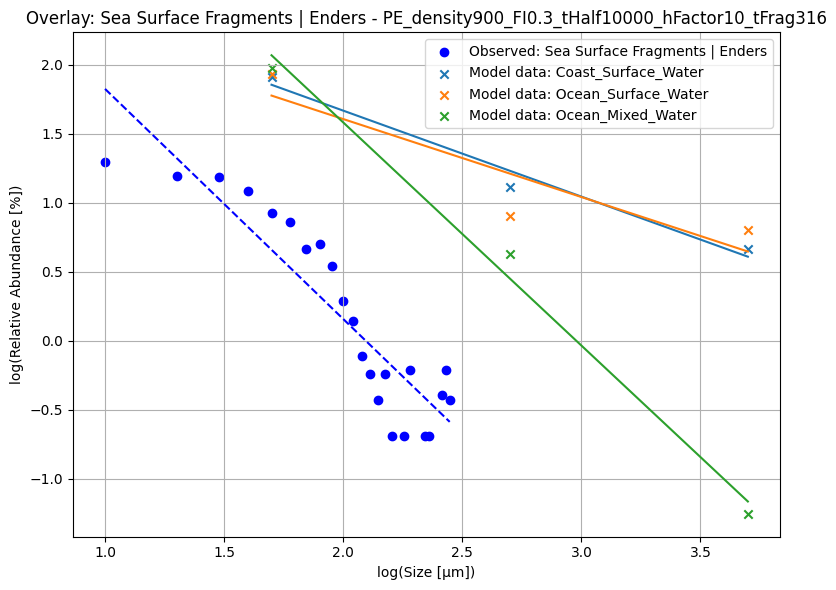 Overlay: Sea Surface Fragments | Enders - PE_density900_FI0.3_tHalf10000_hFactor10_tFrag316
Observed: Sea Surface Fragments | Enders
Model data: Coast_Surface_Water
Model data: Ocean_Surface_Water
Model data: Ocean_Mixed_Water
log(Relative Abundance [%])
2.0
1.5
1.0
0.5
0.0
−0.5
−1.0
1.0 1.5 2.0 2.5 3.0 3.5
log(Size [μm])